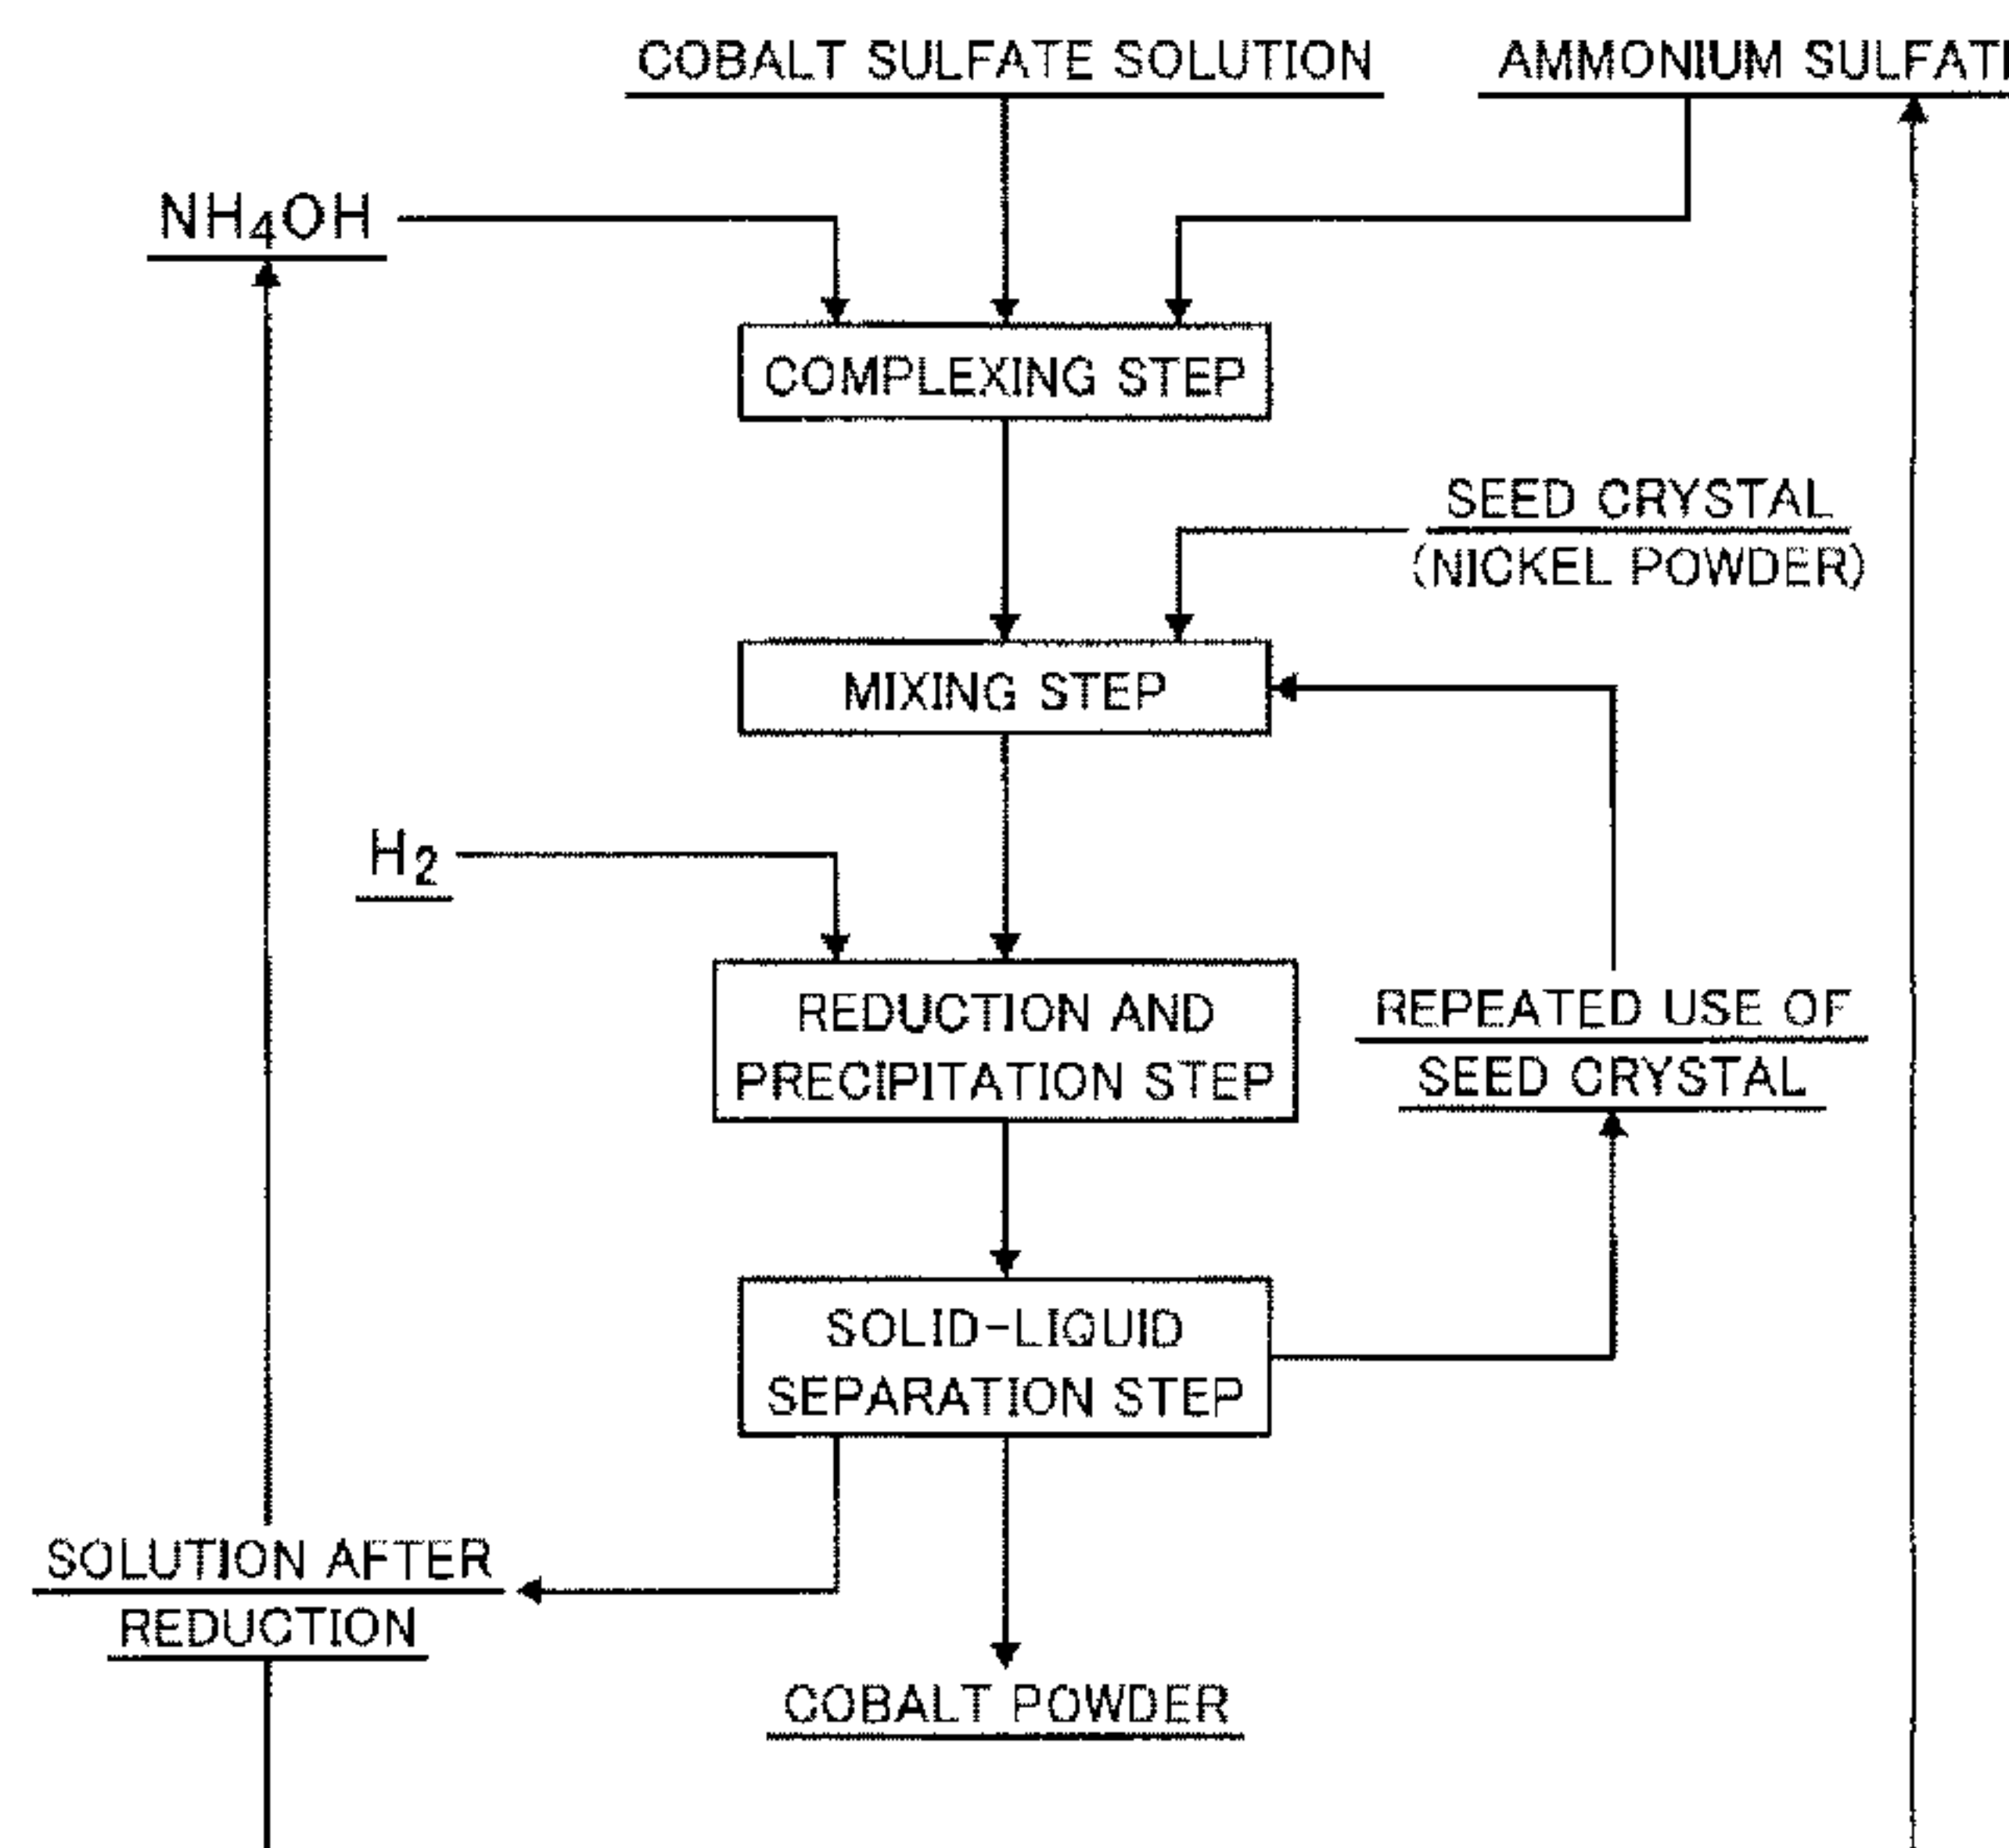 COBALT SULFATE SOLUTION
AMMONIUM SULFAT
NH4OH
COMPLEXING STEP
SEED CRYSTAL
(NICKEL POWDER)
MIXING STEP
H2
REDUCTION AND
PRECIPITATION STEP
REPEATED USE OF
SEED CRYSTAL
SOLID-LIQUID
SEPARATION STEP
SOLUTION AFTER
REDUCTION
COBALT POWDER